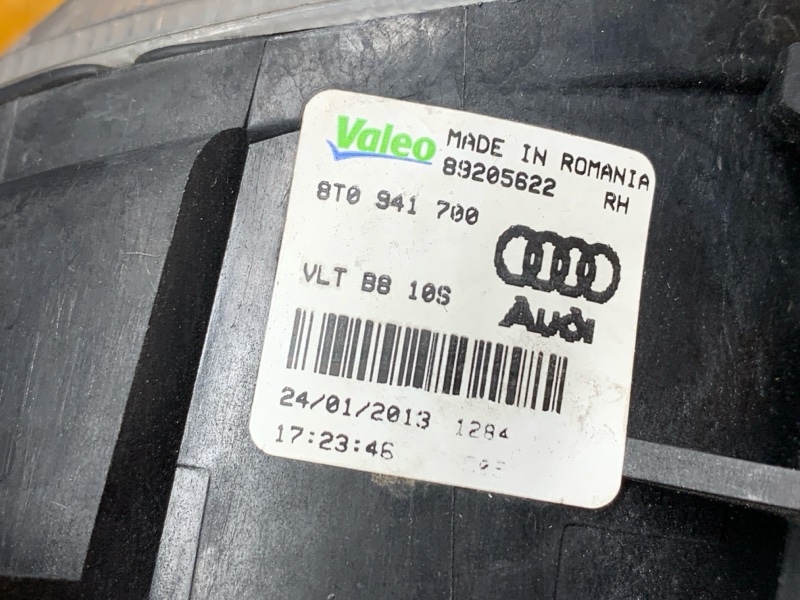 Valeo MADE IN ROMANIA
89205622 RH
8T0 941 700
Audi
VLT B8 10S
24/01/2013 1284
17:23:46